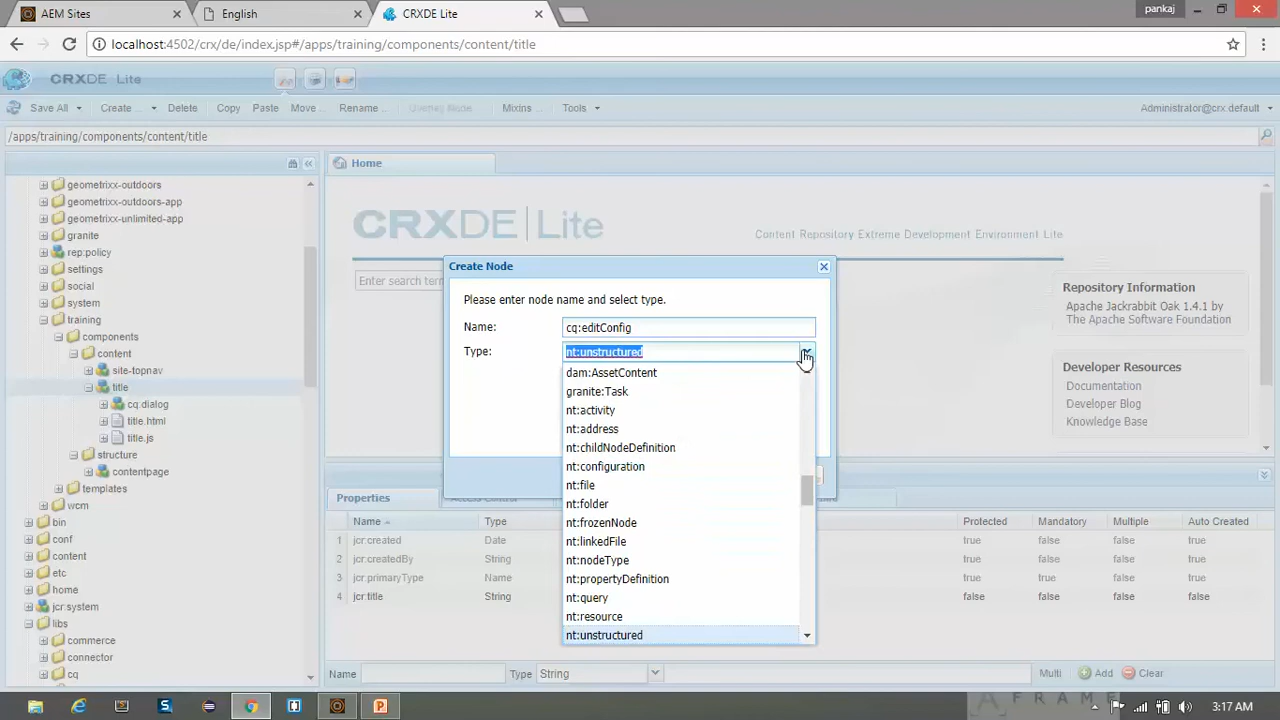 AEM Sites
English
CRXDE Lite
pankaj
localhost:4502/crx/de/index.jsp#/apps/training/components/content/title
CRXDE Lite
Save All
Create ...
Delete
Copy
Paste
Move...
Rename ...
Overlay Node...
Mixins ...
Tools
Administrator@crx.default
/apps/training/components/content/title
geometrixx-outdoors
geometrixx-outdoors-app
geometrixx-unlimited-app
granite
rep:policy
settings
social
system
training
components
content
site-topnav
title
cq:dialog
title.html
title.js
structure
contentpage
templates
wcm
bin
conf
content
etc
home
jcr:system
libs
commerce
connector
cq
Home
CRXDE Lite
Content Repository Extreme Development Environment Lite
Enter search term
Repository Information
Apache Jackrabbit Oak 1.4.1 by
The Apache Software Foundation
Developer Resources
Documentation
Developer Blog
Knowledge Base
Create Node
Please enter node name and select type.
Name: cq:editConfig
Type: nt:unstructured
dam:AssetContent
granite:Task
nt:activity
nt:address
nt:childNodeDefinition
nt:configuration
nt:file
nt:folder
nt:frozenNode
nt:linkedFile
nt:nodeType
nt:propertyDefinition
nt:query
nt:resource
nt:unstructured
Properties
Access Control
Name Type Protected Mandatory Multiple Auto Created
1 jcr:created Date true false false true
2 jcr:createdBy String true false false true
3 jcr:primaryType Name true true false true
4 jcr:title String false false false false
Name Type String Multi Add Clear
A FRAME
3:17 AM